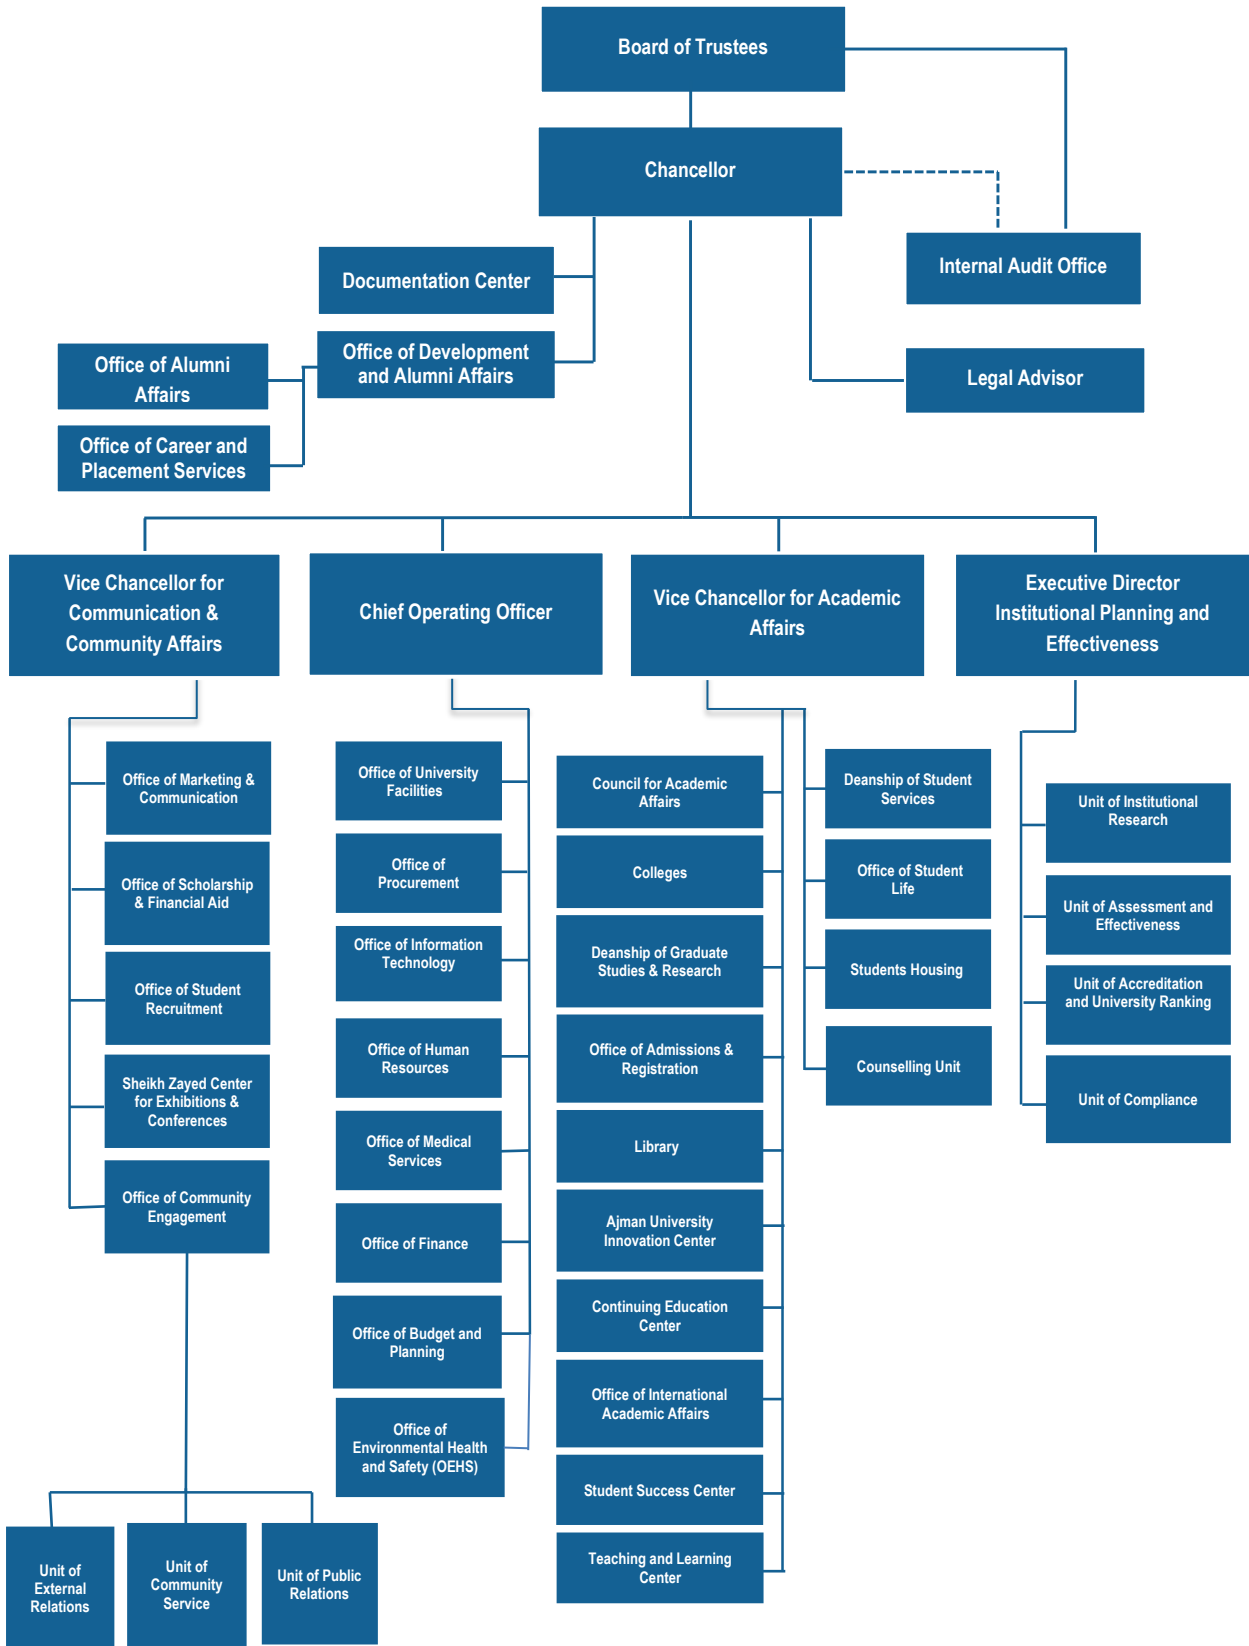 Board of Trustees
Chancellor
Internal Audit Office
Documentation Center
Office of Development
and Alumni Affairs
Legal Advisor
Office of Alumni
Affairs
Office of Career and
Placement Services
Vice Chancellor for
Communication &
Community Affairs
Chief Operating Officer
Vice Chancellor for Academic
Affairs
Executive Director
Institutional Planning and
Effectiveness
Office of Marketing &
Communication
Office of Scholarship
& Financial Aid
Office of Student
Recruitment
Sheikh Zayed Center
for Exhibitions &
Conferences
Office of Community
Engagement
Unit of
External
Relations
Unit of
Community
Service
Unit of Public
Relations
Office of University
Facilities
Office of
Procurement
Office of Information
Technology
Office of Human
Resources
Office of Medical
Services
Office of Finance
Office of Budget and
Planning
Office of
Environmental Health
and Safety (OEHS)
Council for Academic
Affairs
Colleges
Deanship of Graduate
Studies & Research
Office of Admissions &
Registration
Library
Ajman University
Innovation Center
Continuing Education
Center
Office of International
Academic Affairs
Student Success Center
Teaching and Learning
Center
Deanship of Student
Services
Office of Student
Life
Students Housing
Counselling Unit
Unit of Institutional
Research
Unit of Assessment and
Effectiveness
Unit of Accreditation
and University Ranking
Unit of Compliance